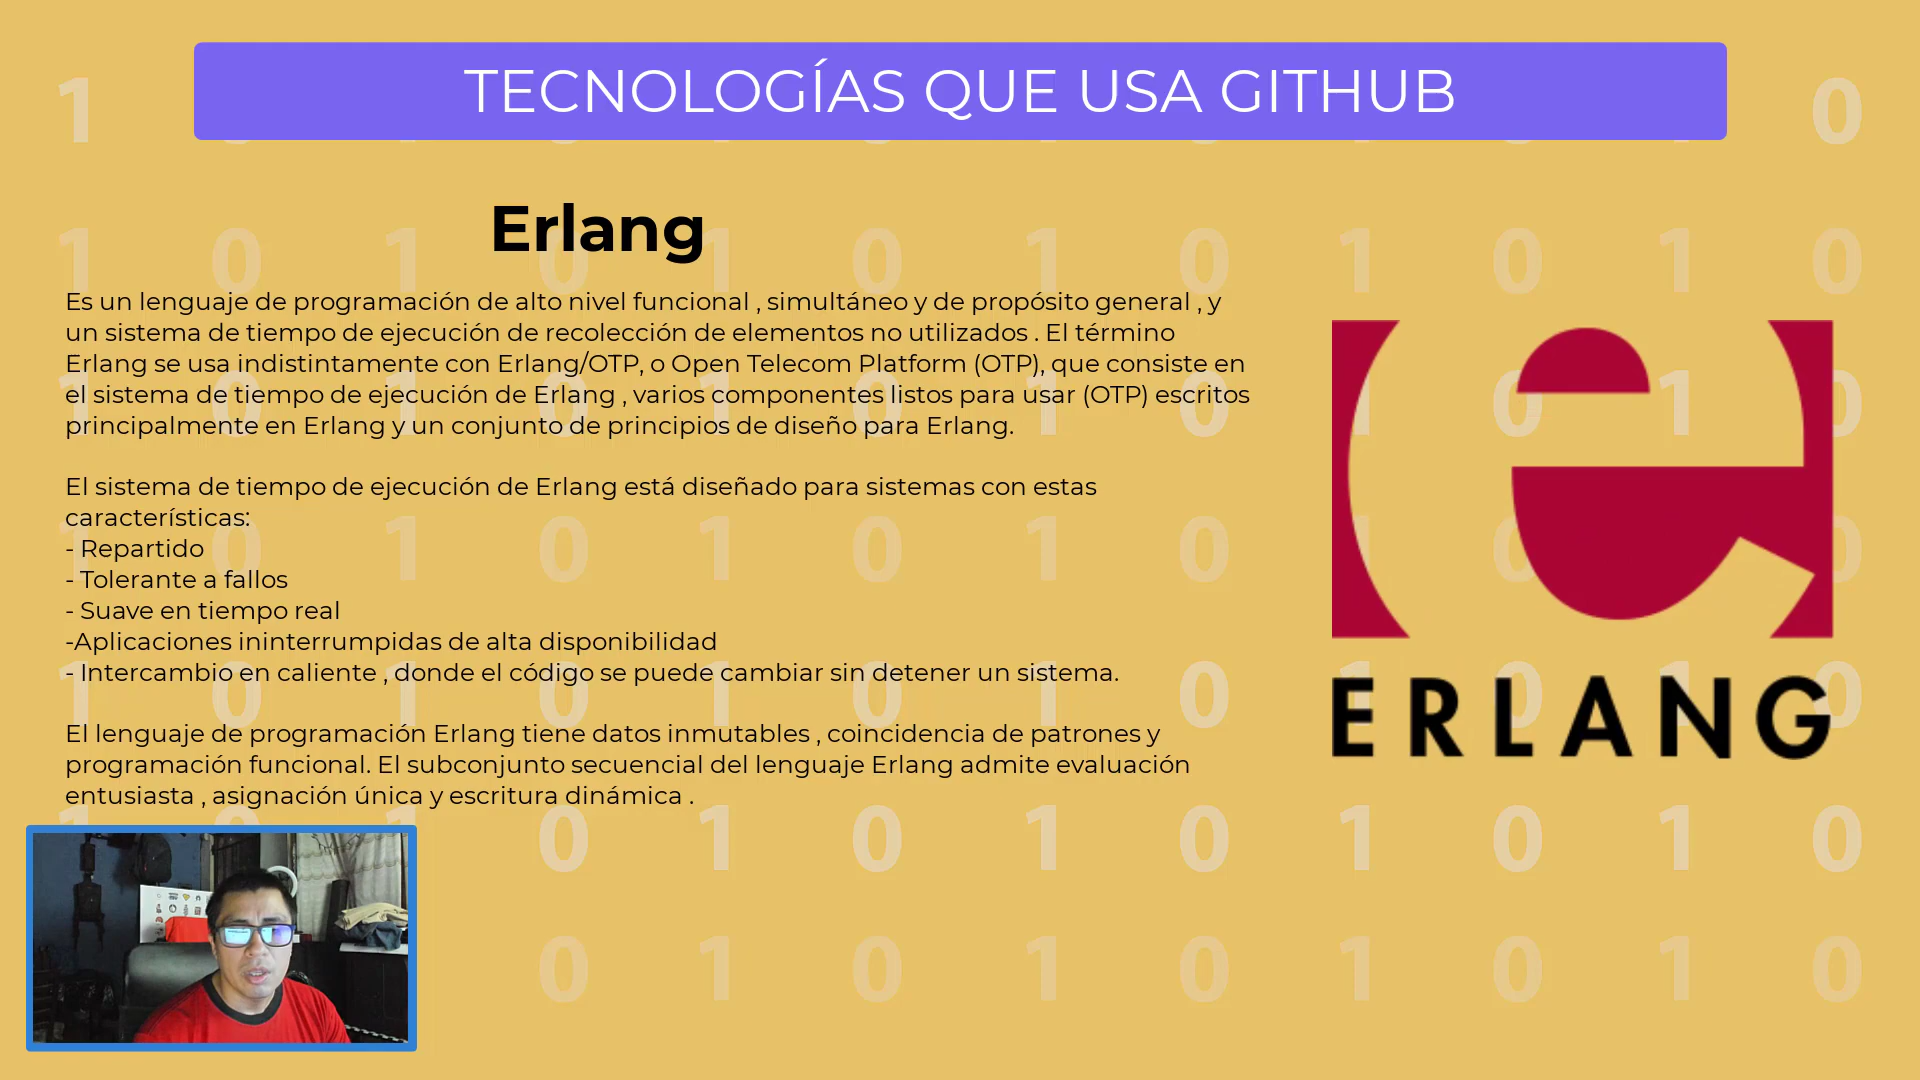 TECNOLOGÍAS QUE USA GITHUB
Erlang
Es un lenguaje de programación de alto nivel funcional , simultáneo y de propósito general , y
un sistema de tiempo de ejecución de recolección de elementos no utilizados . El término
Erlang se usa indistintamente con Erlang/OTP, o Open Telecom Platform (OTP), que consiste en
el sistema de tiempo de ejecución de Erlang , varios componentes listos para usar (OTP) escritos
principalmente en Erlang y un conjunto de principios de diseño para Erlang.
El sistema de tiempo de ejecución de Erlang está diseñado para sistemas con estas
características:
- Repartido
- Tolerante a fallos
- Suave en tiempo real
-Aplicaciones ininterrumpidas de alta disponibilidad
- Intercambio en caliente , donde el código se puede cambiar sin detener un sistema.
El lenguaje de programación Erlang tiene datos inmutables , coincidencia de patrones y
programación funcional. El subconjunto secuencial del lenguaje Erlang admite evaluación
entusiasta , asignación única y escritura dinámica .
e
ERLANG